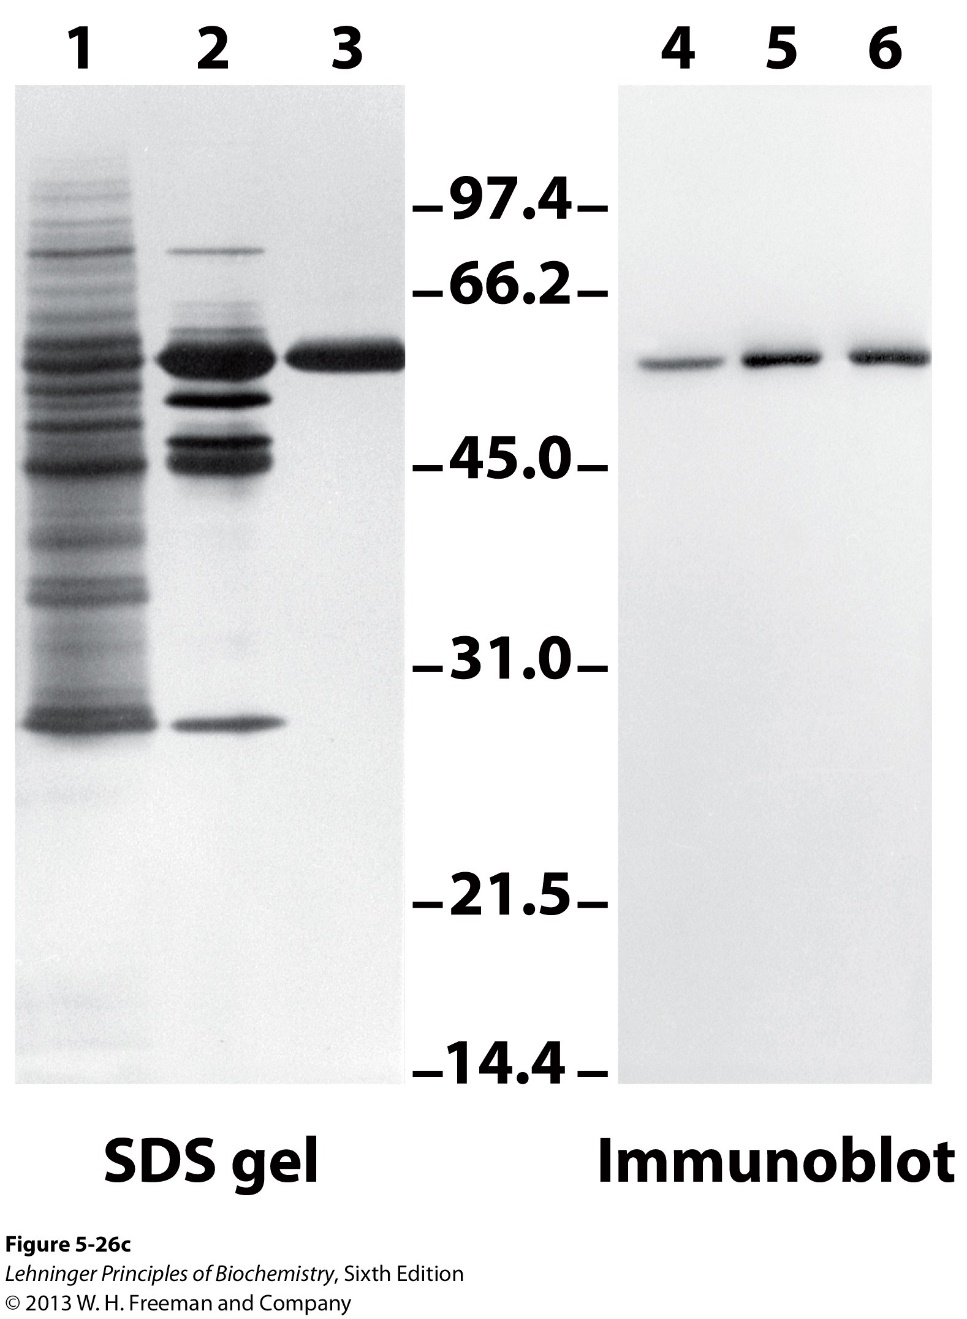 1 2 3 4 5 6
–97.4–
–66.2–
–45.0–
–31.0–
–21.5–
–14.4–
SDS gel Immunoblot
Figure 5-26c
Lehninger Principles of Biochemistry, Sixth Edition
© 2013 W. H. Freeman and Company